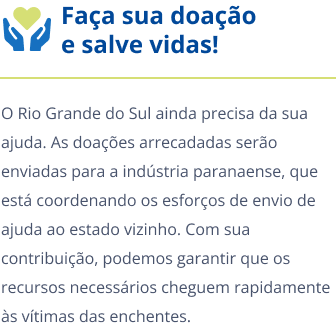 Faça sua doação
e salve vidas!
O Rio Grande do Sul ainda precisa da sua
ajuda. As doações arrecadadas serão
enviadas para a indústria paranaense, que
está coordenando os esforços de envio de
ajuda ao estado vizinho. Com sua
contribuição, podemos garantir que os
recursos necessários cheguem rapidamente
às vítimas das enchentes.